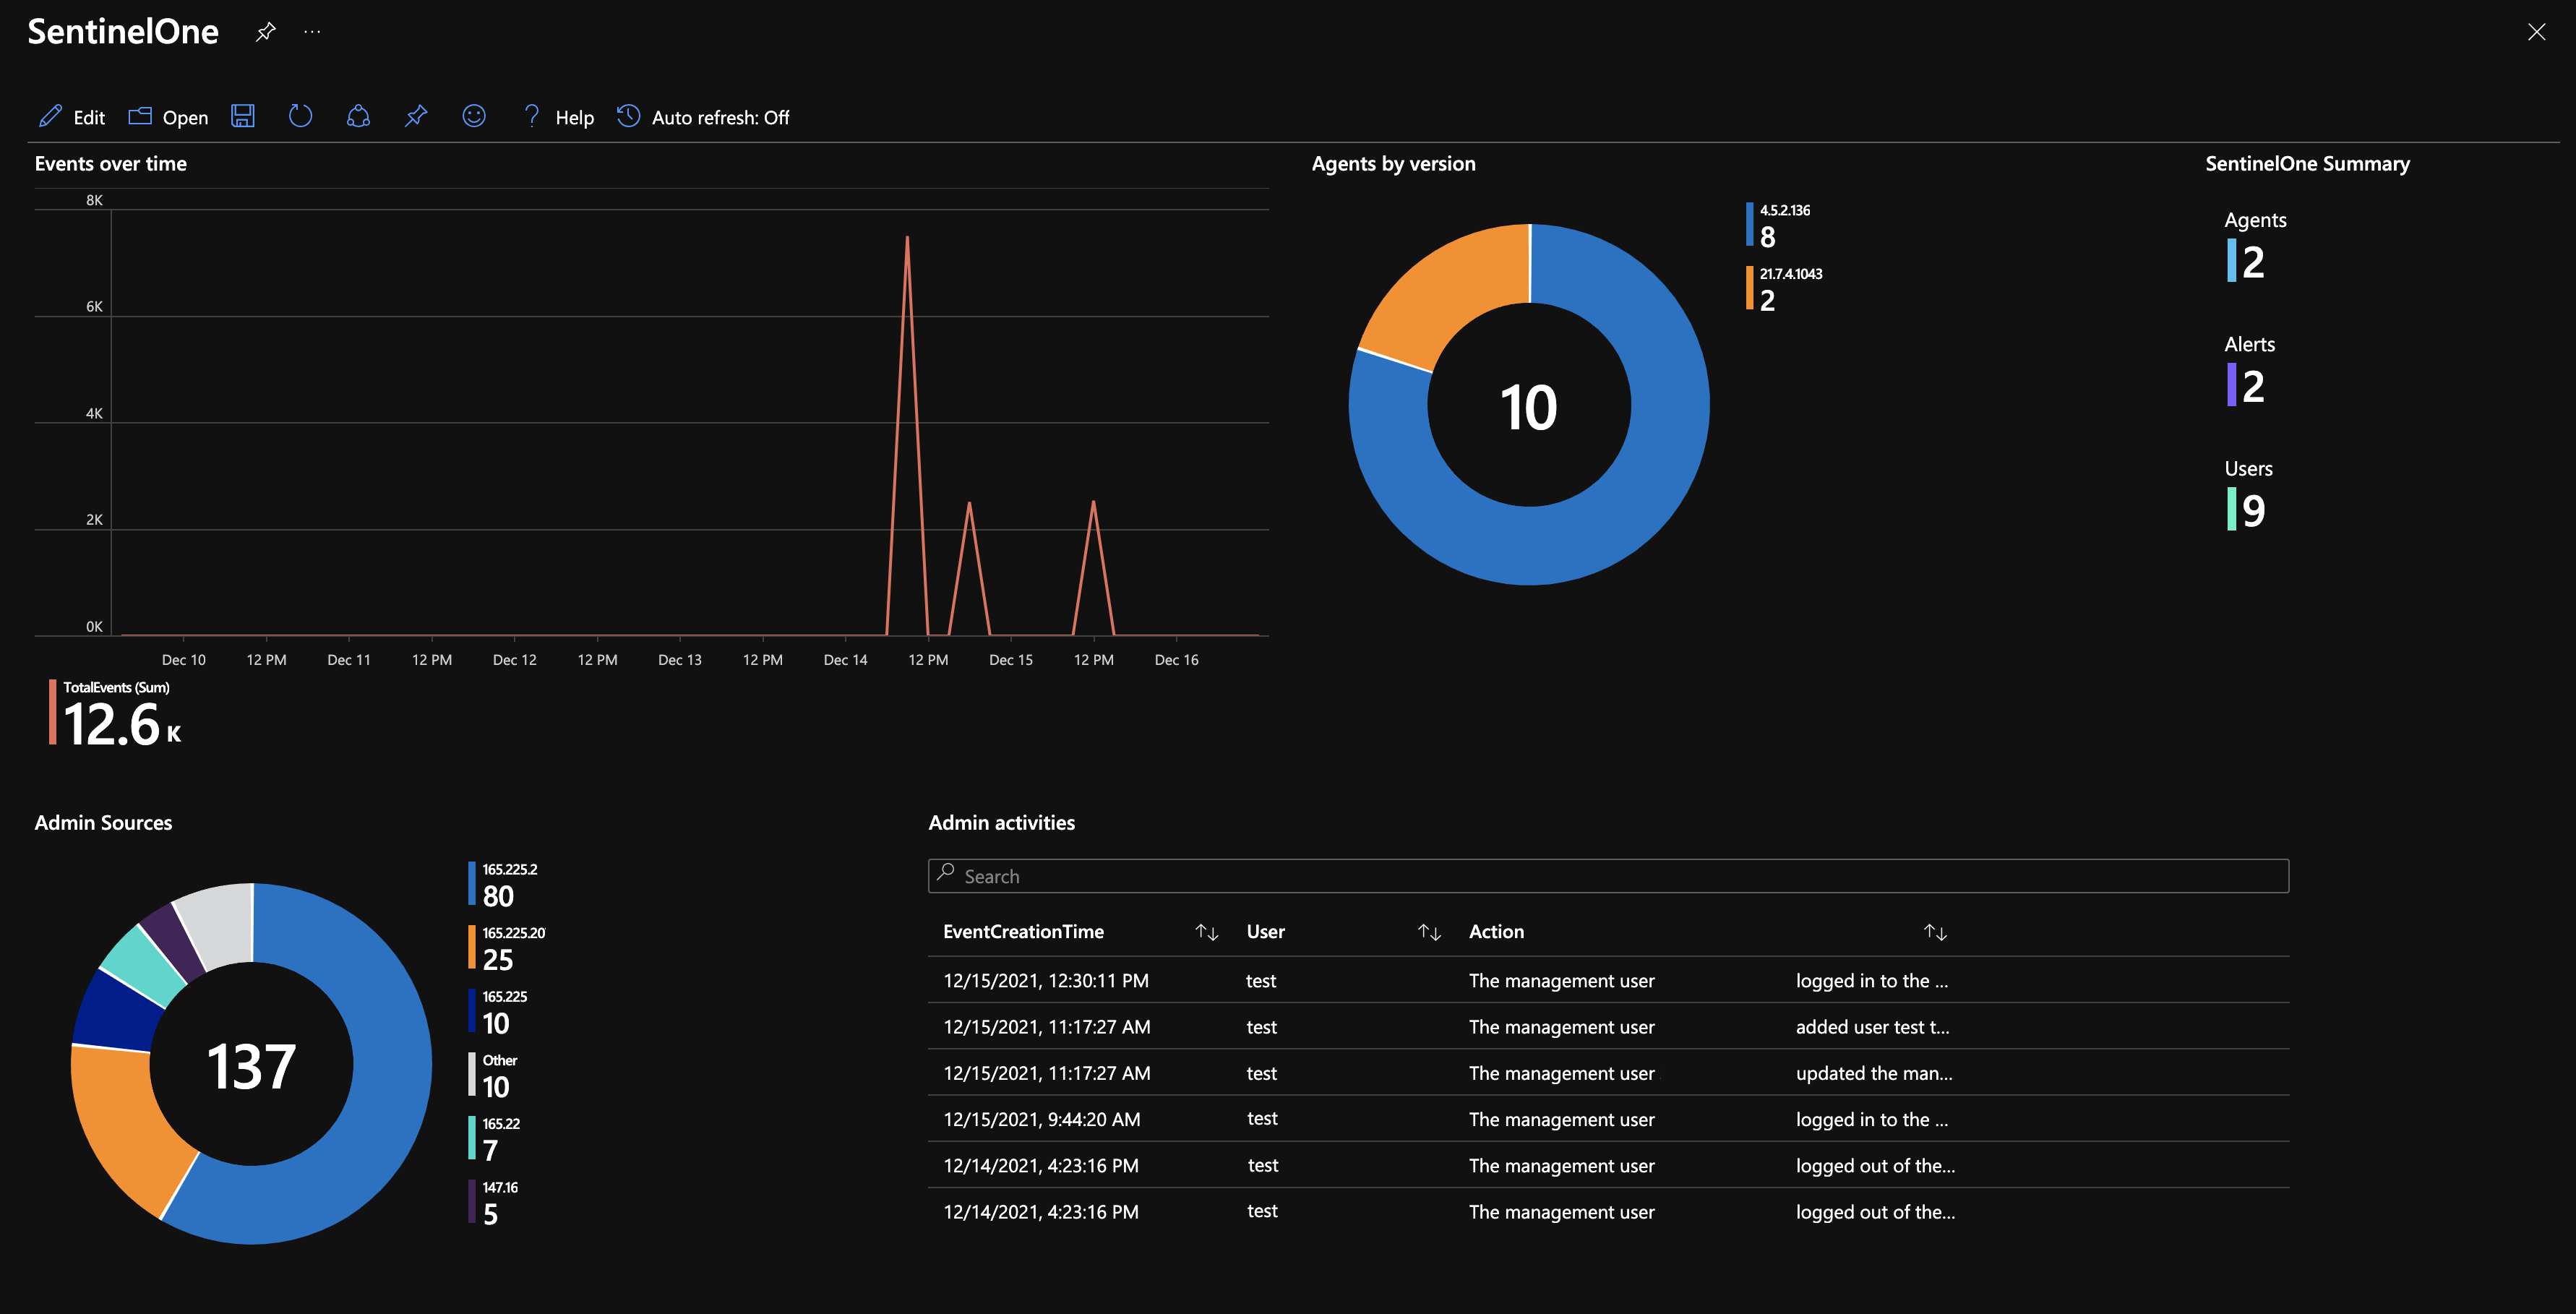 SentinelOne
Edit
Open
Help
Auto refresh: Off
Events over time
8K
6K
4K
2K
0K
Dec 10
12 PM
Dec 11
12 PM
Dec 12
12 PM
Dec 13
12 PM
Dec 14
12 PM
Dec 15
12 PM
Dec 16
TotalEvents (Sum)
12.6 K
Agents by version
10
4.5.2.136
8
21.7.4.1043
2
SentinelOne Summary
Agents
2
Alerts
2
Users
9
Admin Sources
137
165.225.2
80
165.225.20
25
165.225
10
Other
10
165.22
7
147.16
5
Admin activities
Search
EventCreationTime User Action
12/15/2021, 12:30:11 PM test The management user logged in to the ...
12/15/2021, 11:17:27 AM test The management user added user test t...
12/15/2021, 11:17:27 AM test The management user updated the man...
12/15/2021, 9:44:20 AM test The management user logged in to the ...
12/14/2021, 4:23:16 PM test The management user logged out of the...
12/14/2021, 4:23:16 PM test The management user logged out of the...